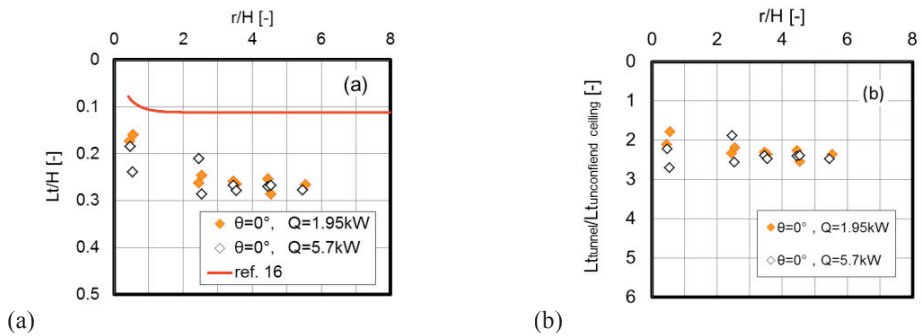 r/H [-]
0 2 4 6 8
0
0.1
0.2
0.3
0.4
0.5
Lt/H [-]
(a)
θ=0°, Q=1.95kW
θ=0°, Q=5.7kW
ref. 16
(a)
r/H [-]
0 2 4 6 8
0
1
2
3
4
5
6
Lttunnel/Ltunconfiend ceiling [-]
(b)
θ=0° , Q=1.95kW
θ=0° , Q=5.7kW
(b)